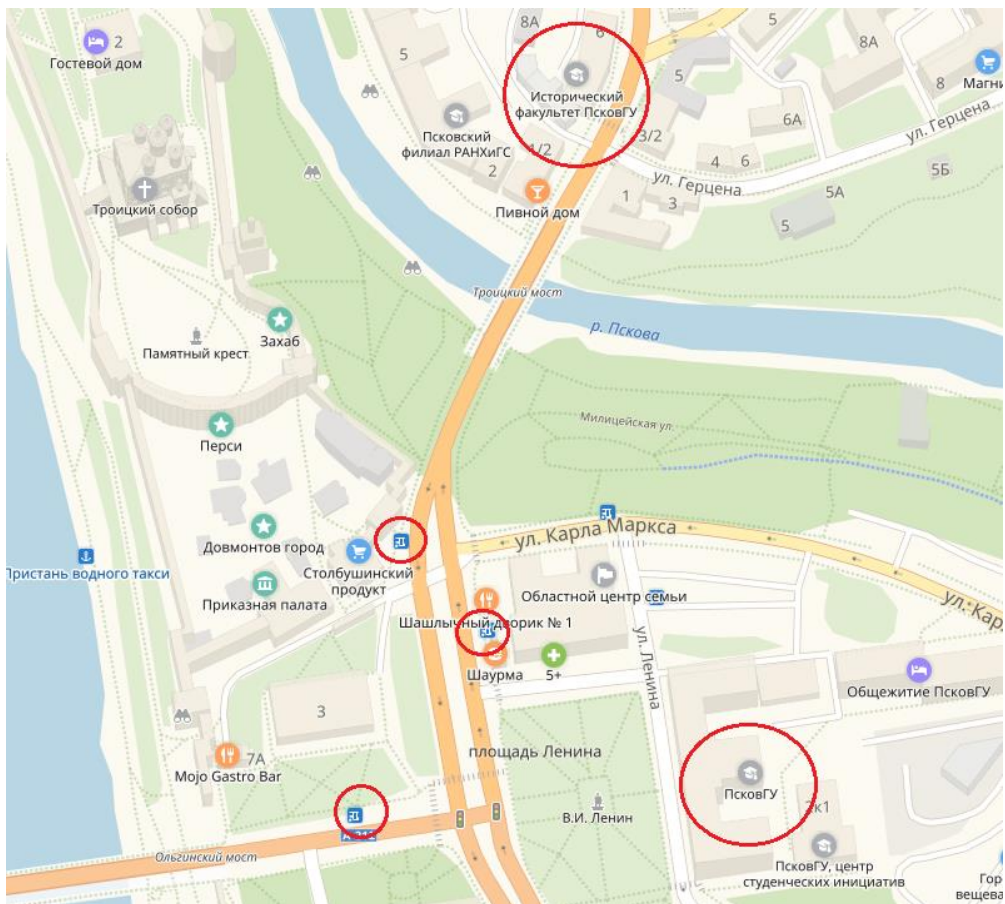 8А
6
5
8А
2
Гостевой дом
5
8
Магни
Исторический
факультет ПсковГУ
5
6А
Псковский
филиал РАНХиГС
1/2
3/2
ул. Герцена
2
4
6
5Б
ул. Герцена
Троицкий собор
Пивной дом
1
3
5А
5
Троицкий мост
р. Пскова
Захаб
Памятный крест
Милицейская ул.
Перси
Довмонтов город
Столбушинский
продукт
ул. Карла Маркса
Пристань водного такси
Приказная палата
Областной центр семьи
ул. Карла
Шашлычный дворик № 1
Шаурма
5+
ул. Ленина
Общежитие ПсковГУ
3
7А
Mojo Gastro Bar
площадь Ленина
ПсковГУ
2к1
В.И. Ленин
Ольгинский мост
ПсковГУ, центр
студенческих инициатив
Гор
вещева